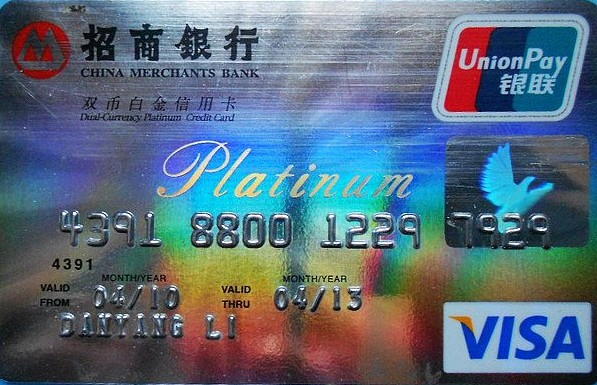 招商銀行
CHINA MERCHANTS BANK
UnionPay
银联
双币白金信用卡
Dual-Currency Platinum Credit Card
Platinum
4391 8800 1229 7929
4391
MONTH/YEAR MONTH/YEAR
VALID FROM 04/10 VALID THRU 04/13
DANYANG LI
VISA